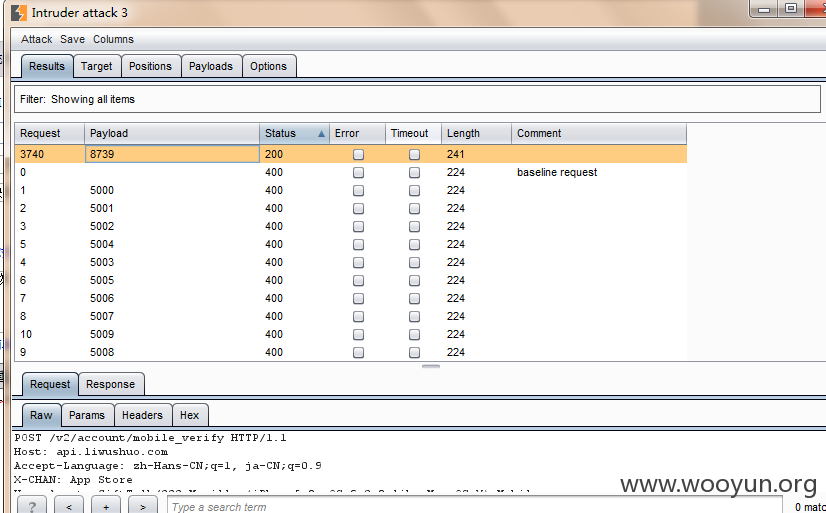 Intruder attack 3
Attack Save Columns
Results Target Positions Payloads Options
Filter: Showing all items
Request Payload Status Error Timeout Length Comment
3740 8739 200 241
0 400 224 baseline request
1 5000 400 224
2 5001 400 224
3 5002 400 224
5 5004 400 224
4 5003 400 224
6 5005 400 224
7 5006 400 224
8 5007 400 224
10 5009 400 224
9 5008 400 224
Request Response
Raw Params Headers Hex
POST /v2/account/mobile_verify HTTP/1.1
Host: api.liwushuo.com
Accept-Language: zh-Hans-CN;q=1, ja-CN;q=0.9
X-CHAN: App Store
www.wooyun.org
? < + > Type a search term 0 matc